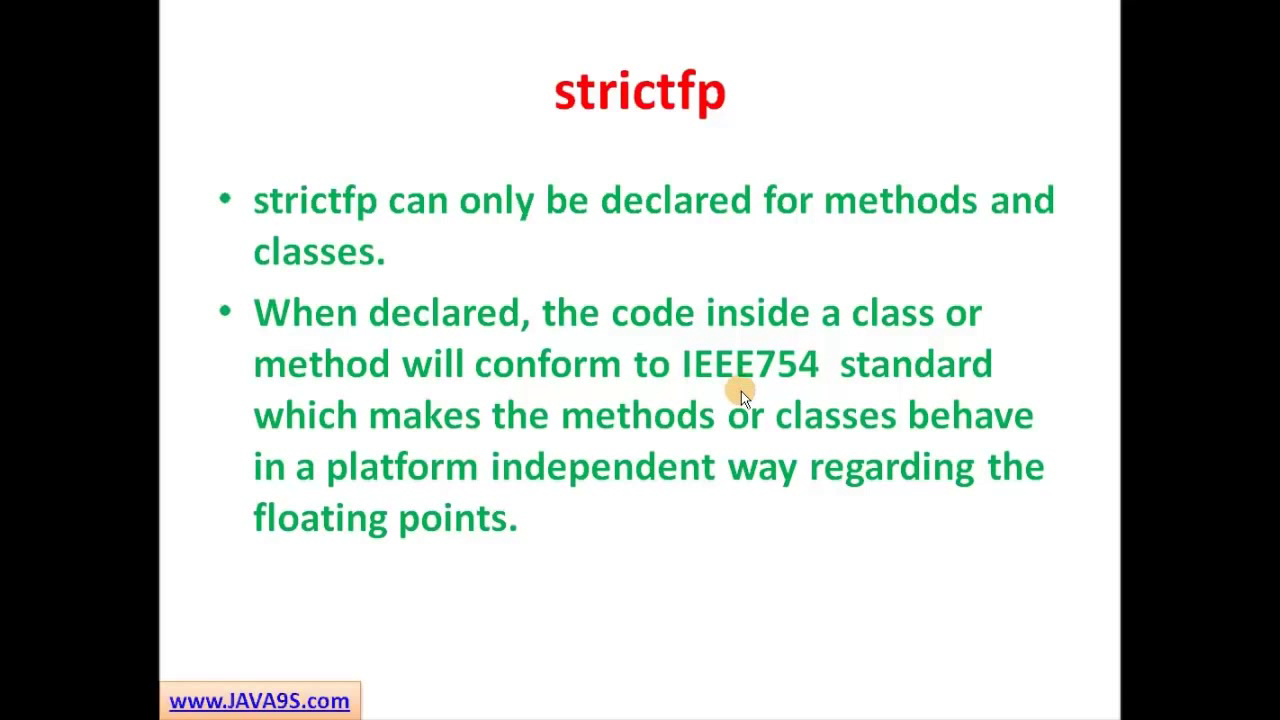 strictfp
• strictfp can only be declared for methods and
classes.
• When declared, the code inside a class or
method will conform to IEEE754 standard
which makes the methods or classes behave
in a platform independent way regarding the
floating points.
www.JAVA9S.com